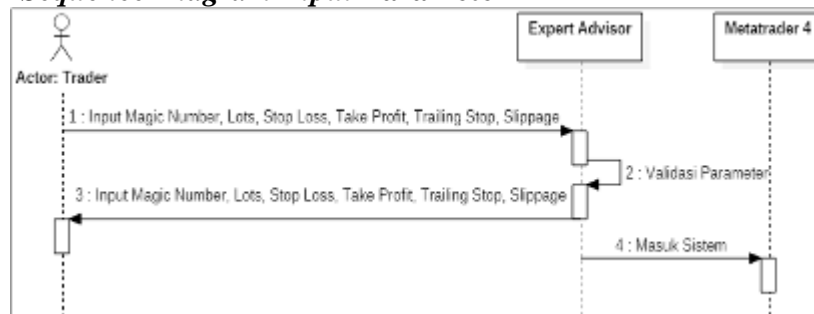 Expert Advisor
Metatrader 4
Actor: Trader
1 : Input Magic Number, Lots, Stop Loss, Take Profit, Trailing Stop, Slippage
2 : Validasi Parameter
3 : Input Magic Number, Lots, Stop Loss, Take Profit, Trailing Stop, Slippage
4 : Masuk Sistem